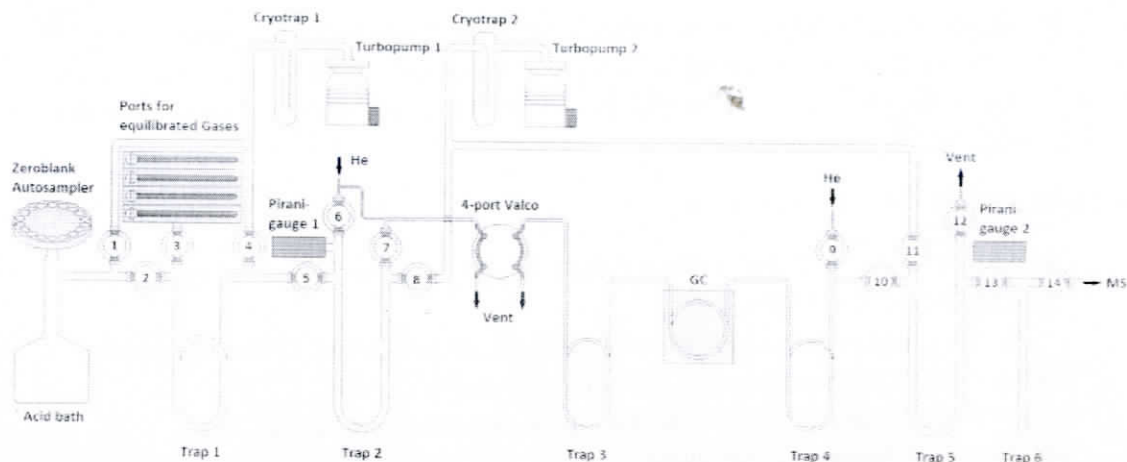 Cryotrap 1
Cryotrap 2
Turbopump 1
Turbopump 2
Ports for
equilibrated Gases
Zeroblank
Autosampler
He
Pirani-
gauge 1
4-port Valco
He
Vent
Pirani
gauge 2
1
2
3
4
5
6
7
8
9
10
11
12
13
14
GC
MS
Vent
Acid bath
Trap 1
Trap 2
Trap 3
Trap 4
Trap 5
Trap 6